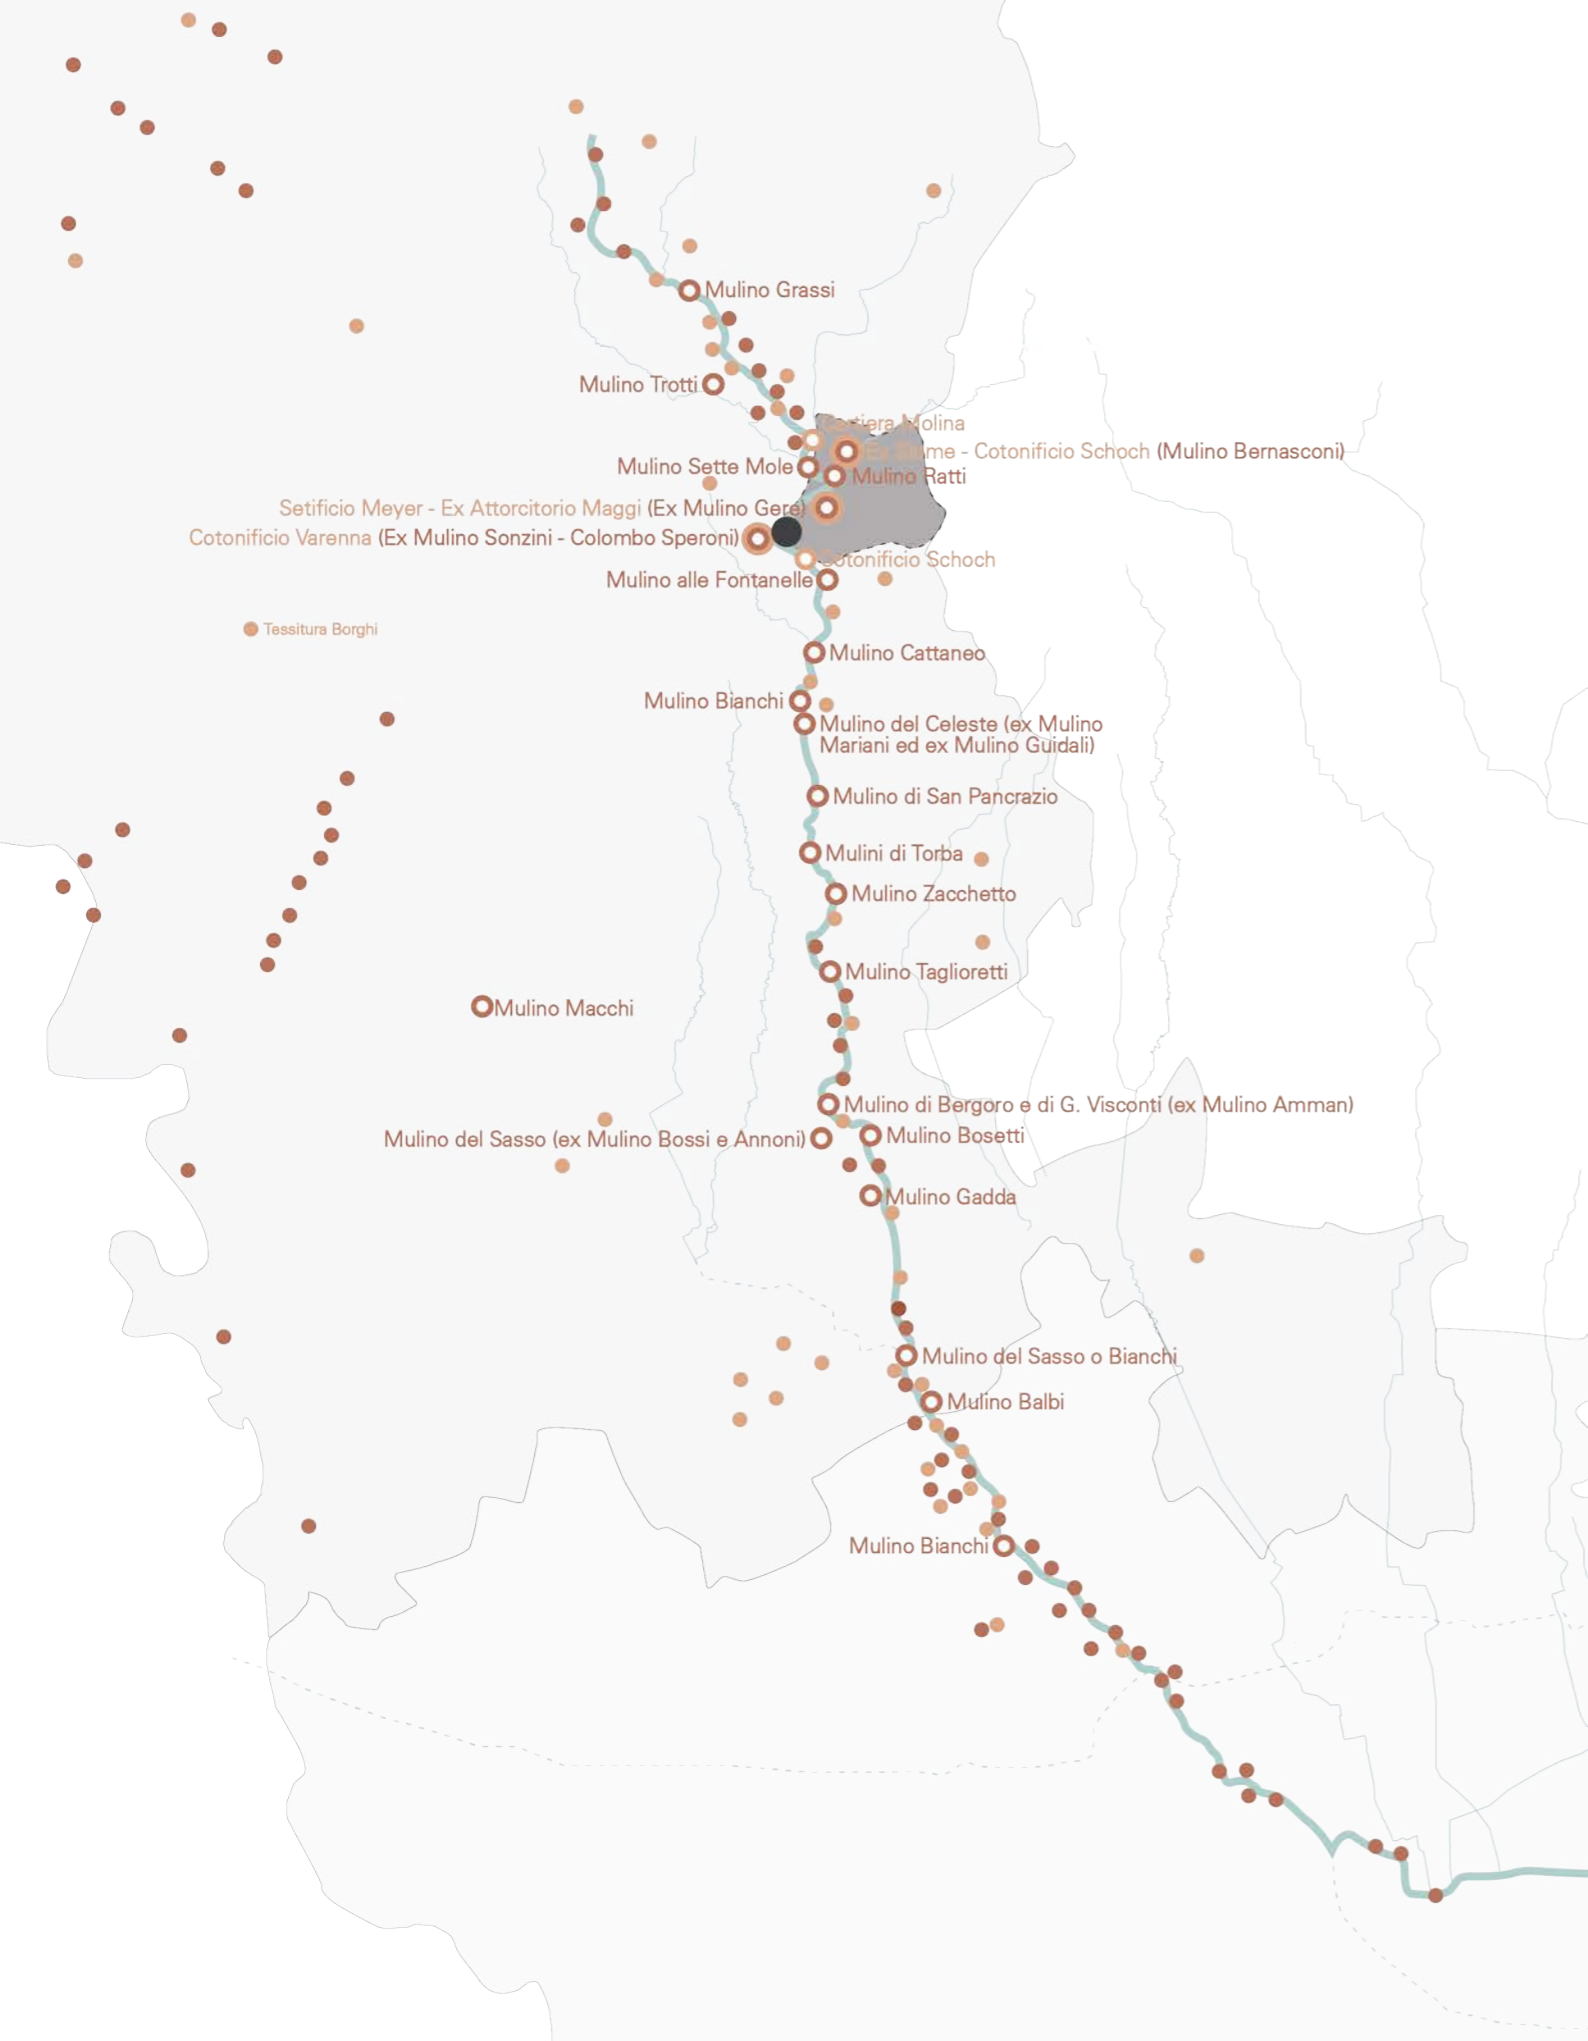 Mulino Grassi
Mulino Trotti
Cartiera Molina
Ex Fiume - Cotonificio Schoch (Mulino Bernasconi)
Mulino Sette Mole
Mulino Ratti
Setificio Meyer - Ex Attorcitorio Maggi (Ex Mulino Gere)
Cotonificio Varenna (Ex Mulino Sonzini - Colombo Speroni)
Cotonificio Schoch
Mulino alle Fontanelle
Tessitura Borghi
Mulino Cattaneo
Mulino Bianchi
Mulino del Celeste (ex Mulino
Mariani ed ex Mulino Guidali)
Mulino di San Pancrazio
Mulini di Torba
Mulino Zacchetto
Mulino Taglioretti
Mulino Macchi
Mulino di Bergoro e di G. Visconti (ex Mulino Amman)
Mulino del Sasso (ex Mulino Bossi e Annoni)
Mulino Bosetti
Mulino Gadda
Mulino del Sasso o Bianchi
Mulino Balbi
Mulino Bianchi